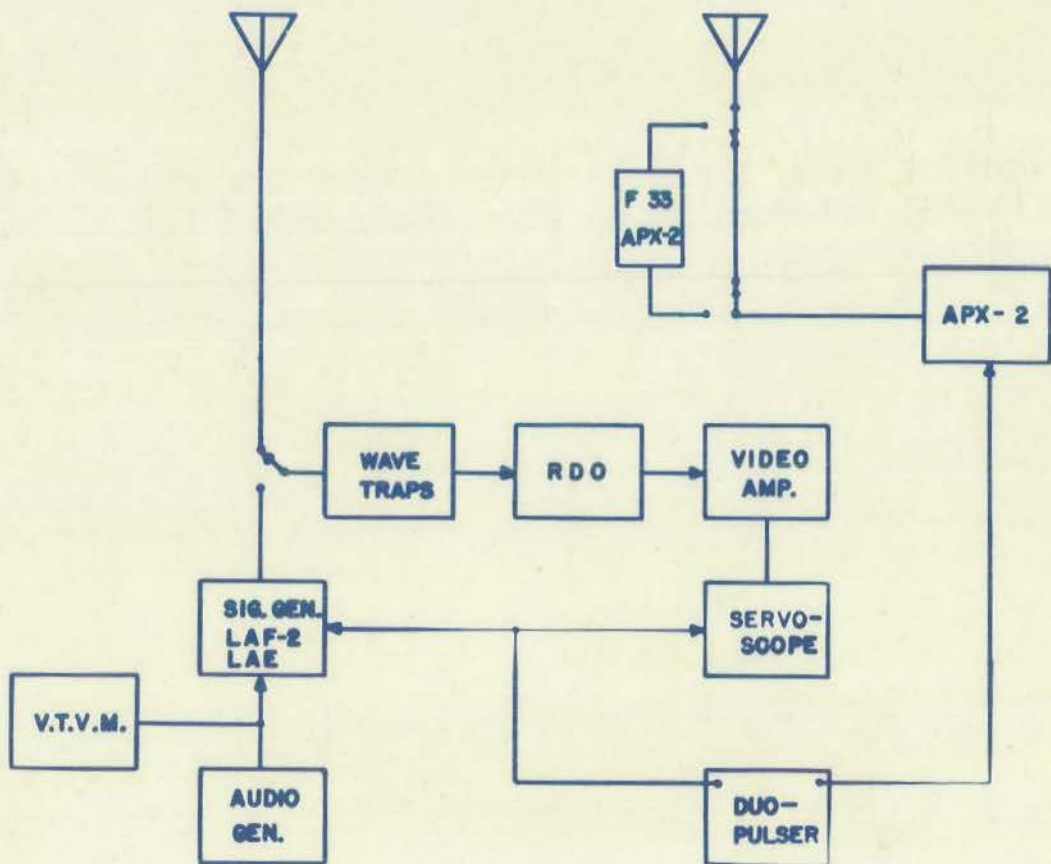 F 33
APX-2
APX-2
WAVE
TRAPS
RDO
VIDEO
AMP.
SIG. GEN.
LAF-2
LAE
SERVO-
SCOPE
V.T.V.M.
AUDIO
GEN.
DUO-
PULSER